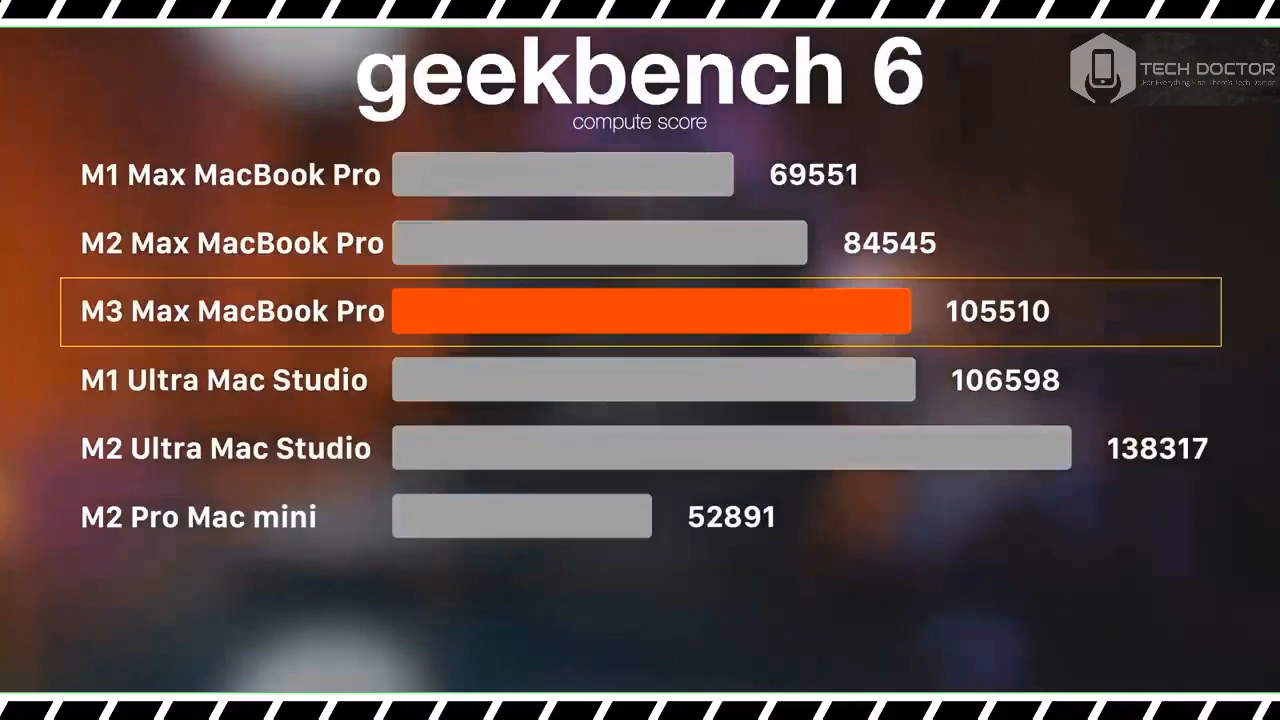 geekbench 6
compute score
TECH DOCTOR
M1 Max MacBook Pro 69551
M2 Max MacBook Pro 84545
M3 Max MacBook Pro 105510
M1 Ultra Mac Studio 106598
M2 Ultra Mac Studio 138317
M2 Pro Mac mini 52891